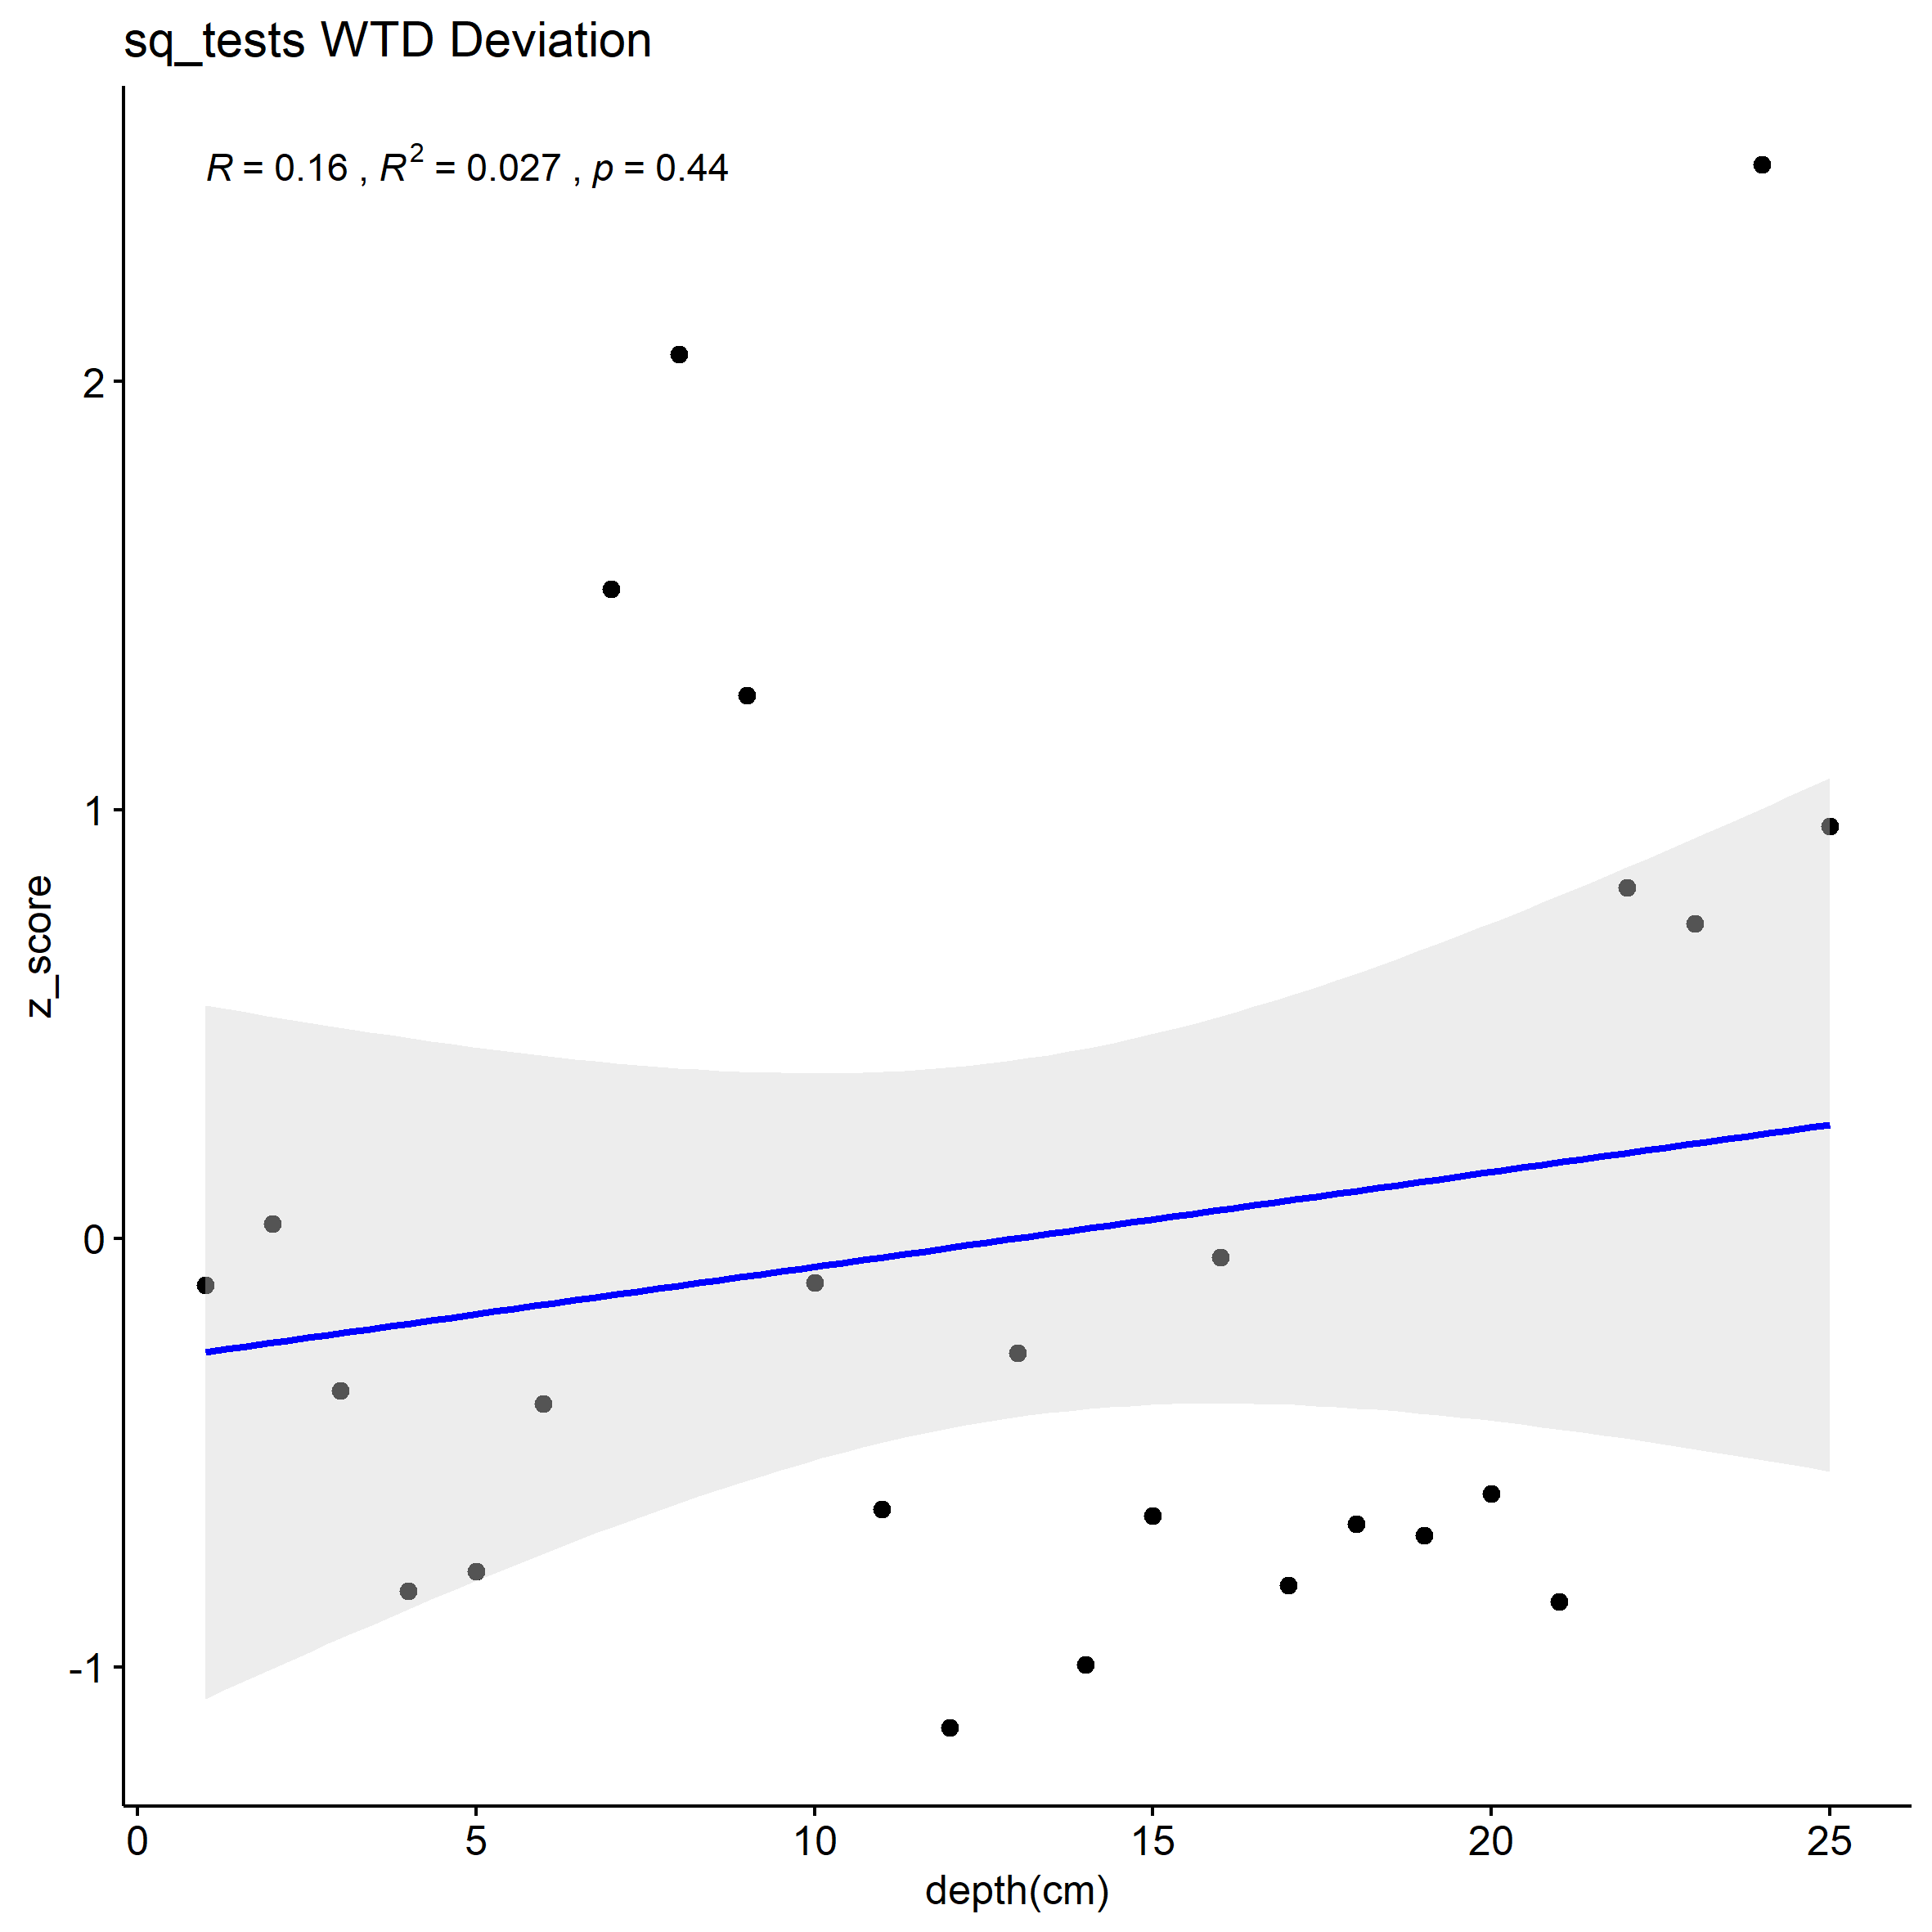 sq_tests WTD Deviation
R = 0.16 , R² = 0.027 , p = 0.44
2
1
0
-1
z_score
0 5 10 15 20 25
depth(cm)